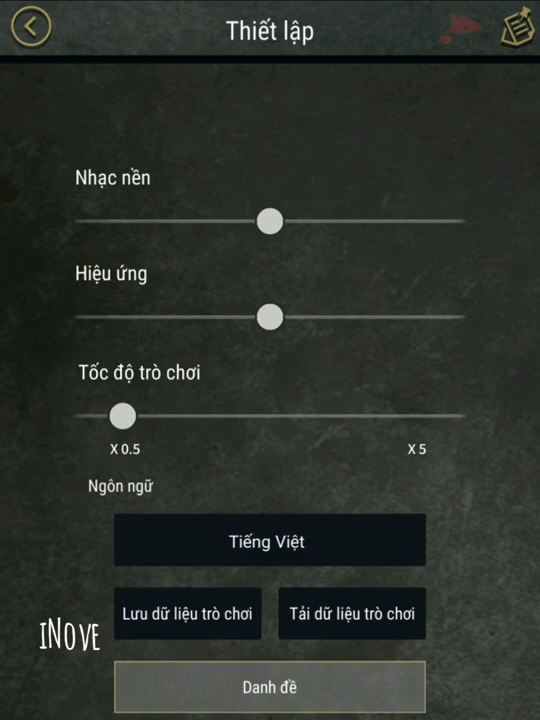 Thiết lập
Nhạc nền
Hiệu ứng
Tốc độ trò chơi
X 0.5 X 5
Ngôn ngữ
Tiếng Việt
Lưu dữ liệu trò chơi Tải dữ liệu trò chơi
iNove
Danh đề